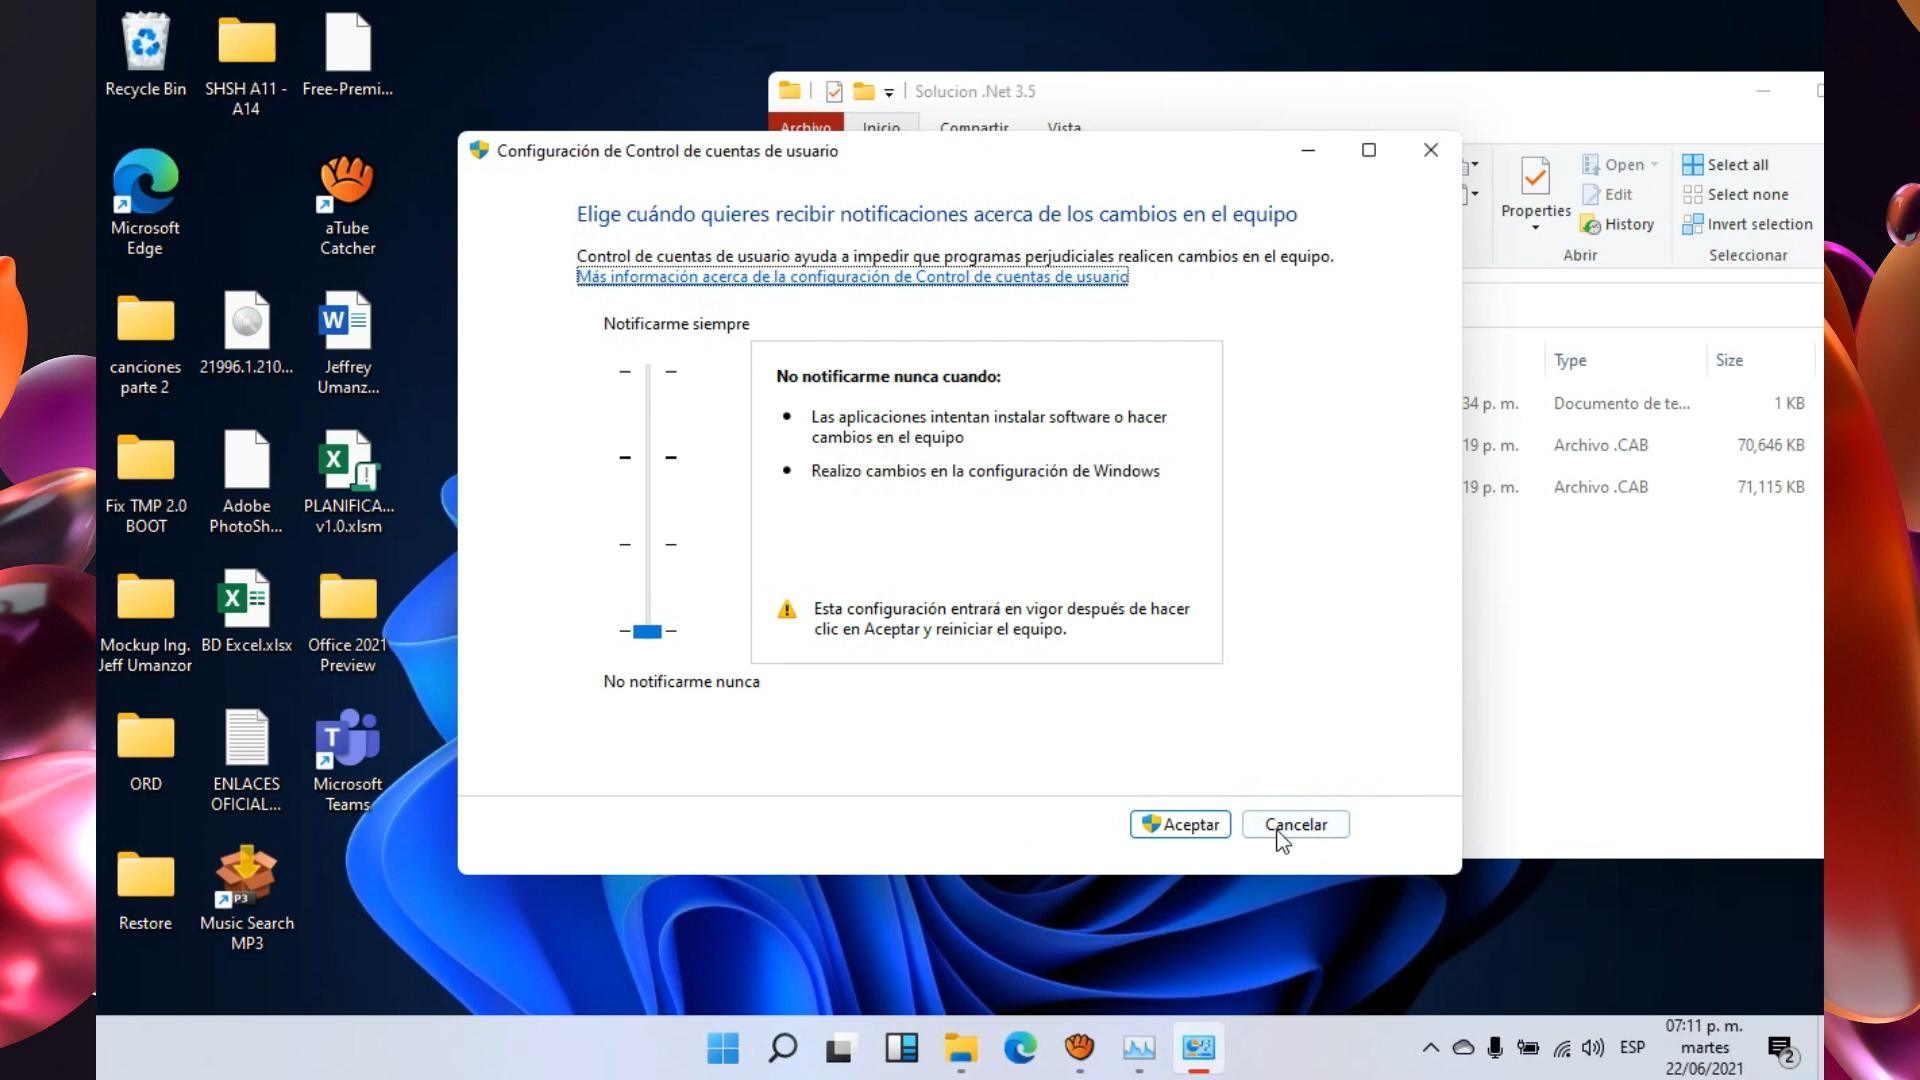 Recycle Bin
SHSH A11 -
A14
Free-Premi...
Microsoft
Edge
aTube
Catcher
canciones
parte 2
21996.1.210...
Jeffrey
Umanz...
Fix TMP 2.0
BOOT
Adobe
PhotoSh...
PLANIFICA...
v1.0.xlsm
Mockup Ing.
Jeff Umanzor
BD Excel.xlsx
Office 2021
Preview
ORD
ENLACES
OFICIAL...
Microsoft
Teams
Restore
P3
Music Search
MP3
Solucion .Net 3.5
Archivo
Inicio
Compartir
Vista
Properties
Open
Edit
History
Abrir
Select all
Select none
Invert selection
Seleccionar
Type
Size
34 p. m.
Documento de te...
1 KB
19 p. m.
Archivo .CAB
70,646 KB
19 p. m.
Archivo .CAB
71,115 KB
Configuración de Control de cuentas de usuario
Elige cuándo quieres recibir notificaciones acerca de los cambios en el equipo
Control de cuentas de usuario ayuda a impedir que programas perjudiciales realicen cambios en el equipo.
Más información acerca de la configuración de Control de cuentas de usuario
Notificarme siempre
No notificarme nunca cuando:
• Las aplicaciones intentan instalar software o hacer
cambios en el equipo
• Realizo cambios en la configuración de Windows
Esta configuración entrará en vigor después de hacer
clic en Aceptar y reiniciar el equipo.
No notificarme nunca
Aceptar
Cancelar
ESP
07:11 p. m.
martes
22/06/2021
2